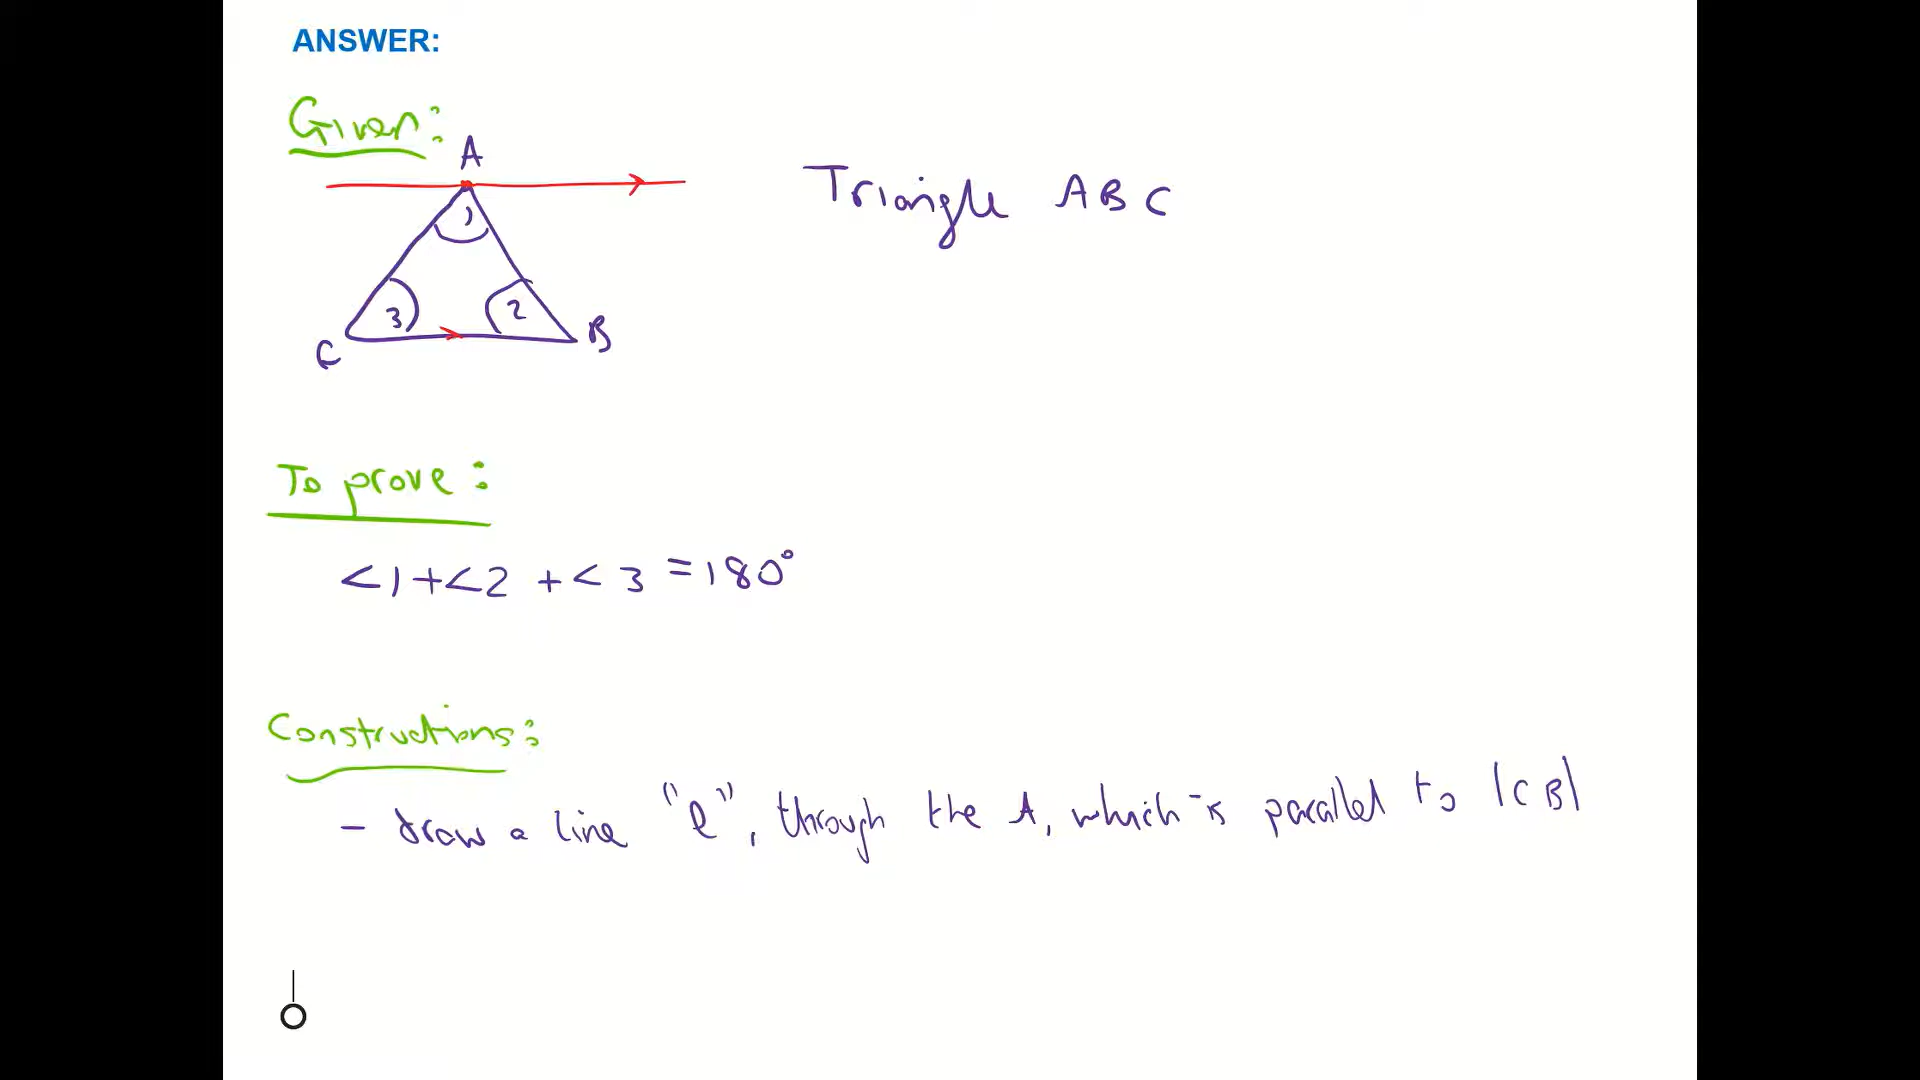 ANSWER:
Given:
A
Triangle ABC
1
3 2
C B
To prove:
<1+<2 +<3 =180°
Constructions:
- draw a line "l", through the A, which is parallel to |CB|